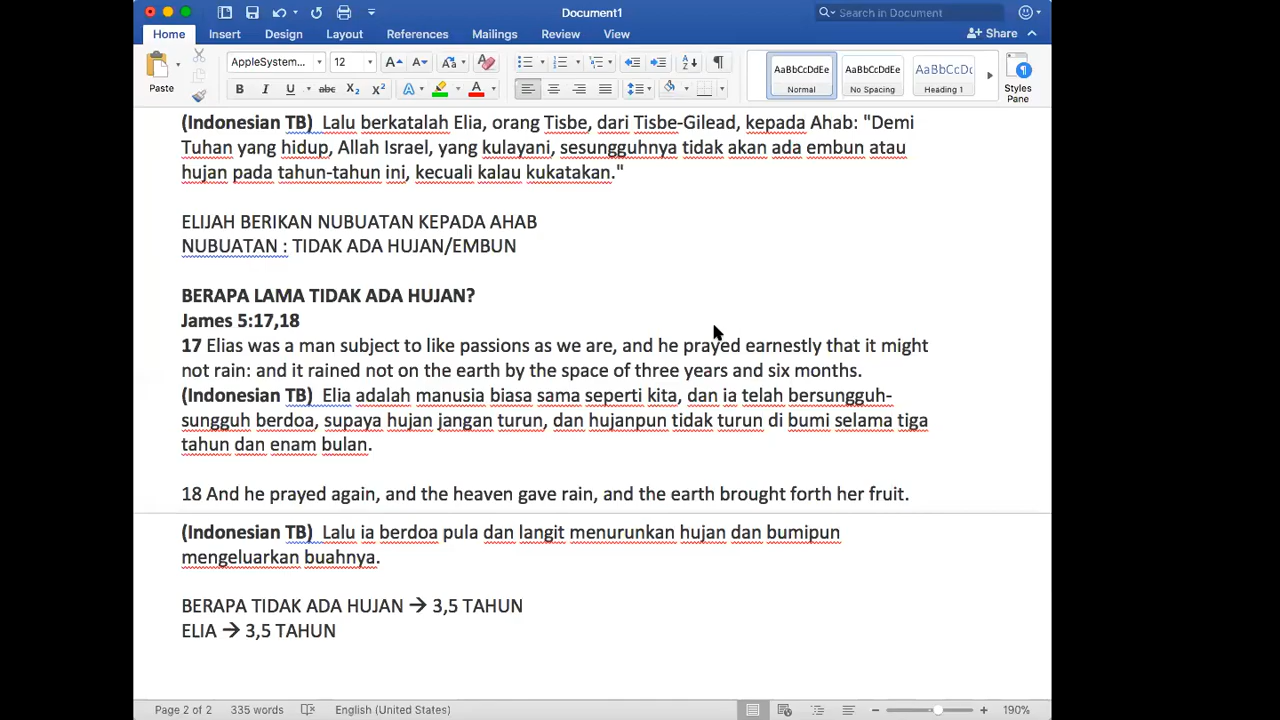 Document1
Search in Document
Home Insert Design Layout References Mailings Review View
Share
AppleSystem... 12
Paste
B I U abc X₂ X²
AaBbCcDdEe AaBbCcDdEe AaBbCcDc
Normal No Spacing Heading 1
Styles
Pane
(Indonesian TB) Lalu berkatalah Elia, orang Tisbe, dari Tisbe-Gilead, kepada Ahab: "Demi
Tuhan yang hidup, Allah Israel, yang kulayani, sesungguhnya tidak akan ada embun atau
hujan pada tahun-tahun ini, kecuali kalau kukatakan."
ELIJAH BERIKAN NUBUATAN KEPADA AHAB
NUBUATAN : TIDAK ADA HUJAN/EMBUN
BERAPA LAMA TIDAK ADA HUJAN?
James 5:17,18
17 Elias was a man subject to like passions as we are, and he prayed earnestly that it might
not rain: and it rained not on the earth by the space of three years and six months.
(Indonesian TB) Elia adalah manusia biasa sama seperti kita, dan ia telah bersungguh-
sungguh berdoa, supaya hujan jangan turun, dan hujanpun tidak turun di bumi selama tiga
tahun dan enam bulan.
18 And he prayed again, and the heaven gave rain, and the earth brought forth her fruit.
(Indonesian TB) Lalu ia berdoa pula dan langit menurunkan hujan dan bumipun
mengeluarkan buahnya.
BERAPA TIDAK ADA HUJAN → 3,5 TAHUN
ELIA → 3,5 TAHUN
Page 2 of 2 335 words English (United States) 190%